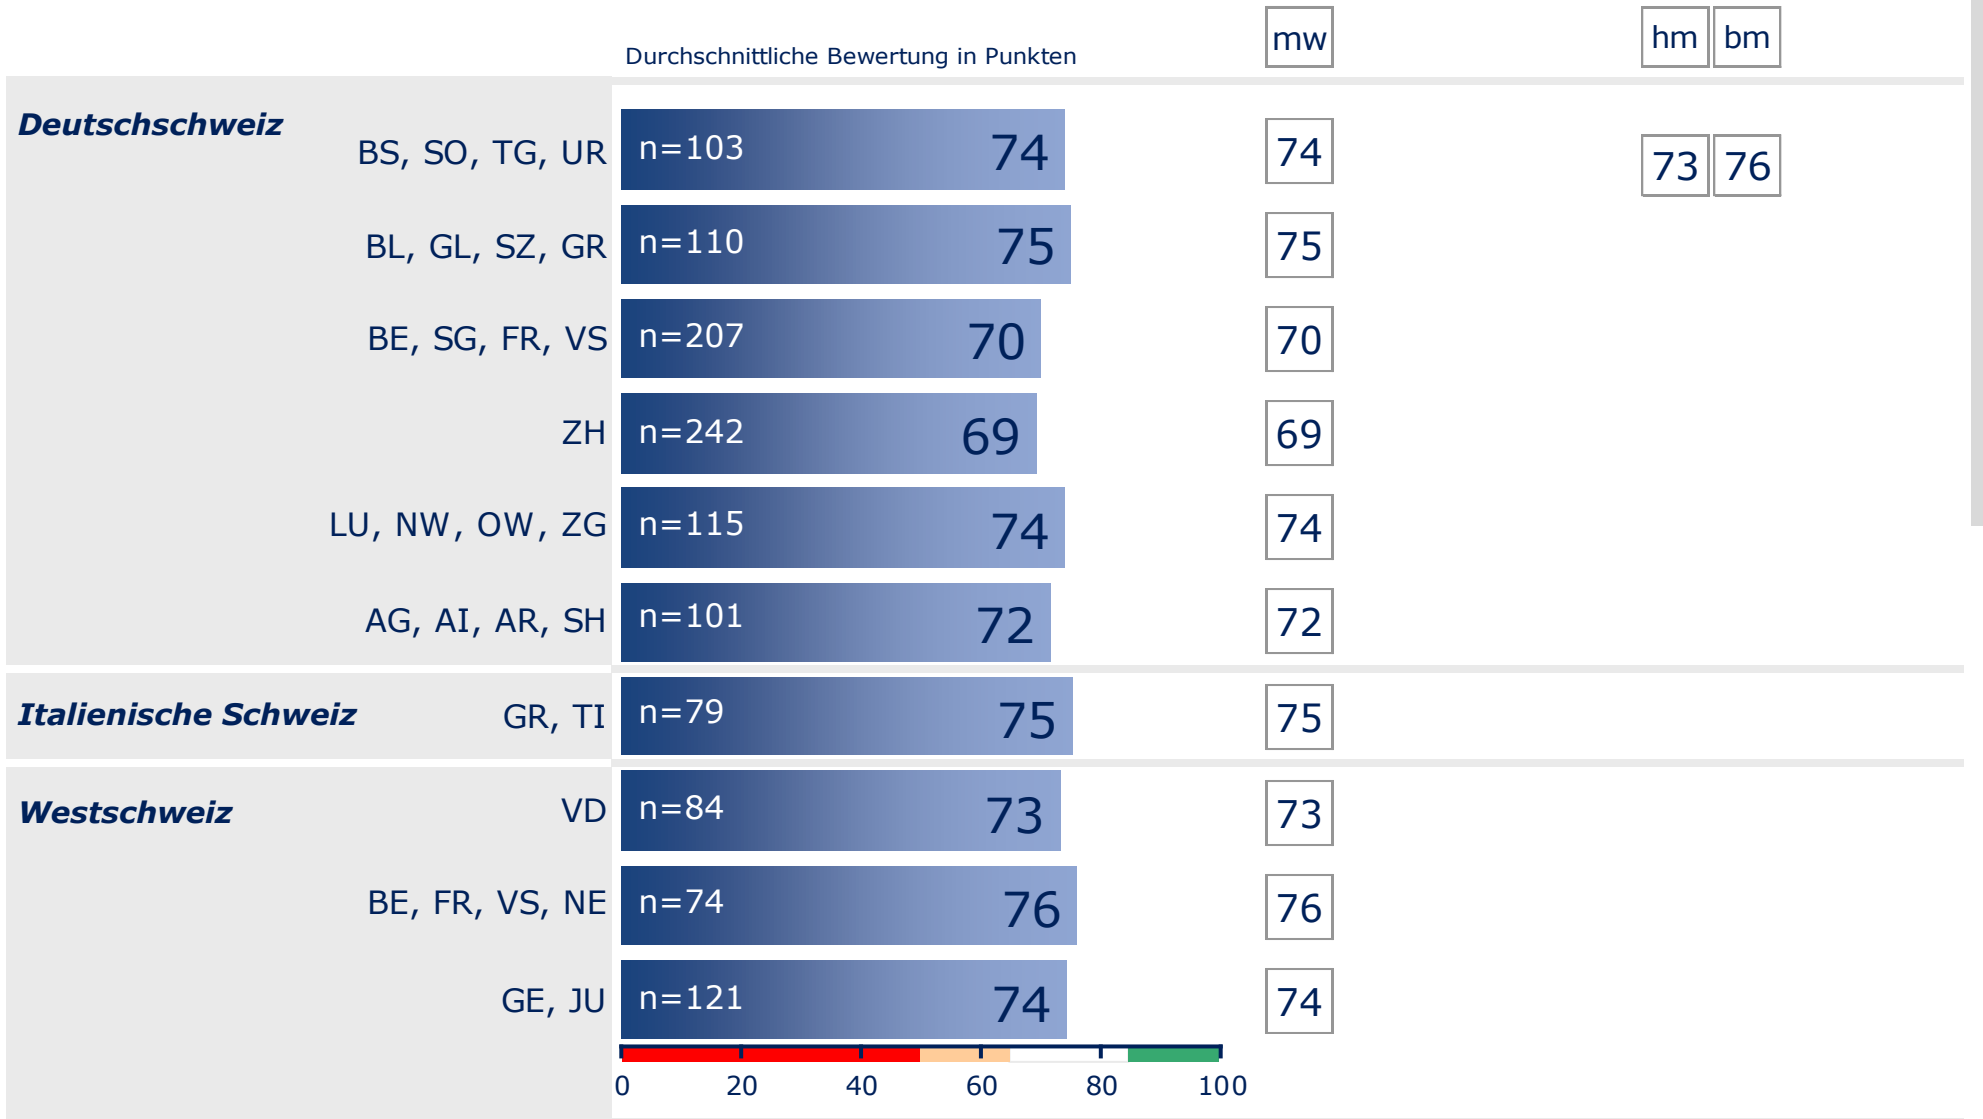 Durchschnittliche Bewertung in Punkten mw hm bm
Deutschschweiz
BS, SO, TG, UR n=103 74 74 73 76
BL, GL, SZ, GR n=110 75 75
BE, SG, FR, VS n=207 70 70
ZH n=242 69 69
LU, NW, OW, ZG n=115 74 74
AG, AI, AR, SH n=101 72 72
Italienische Schweiz GR, TI n=79 75 75
Westschweiz VD n=84 73 73
BE, FR, VS, NE n=74 76 76
GE, JU n=121 74 74
0 20 40 60 80 100